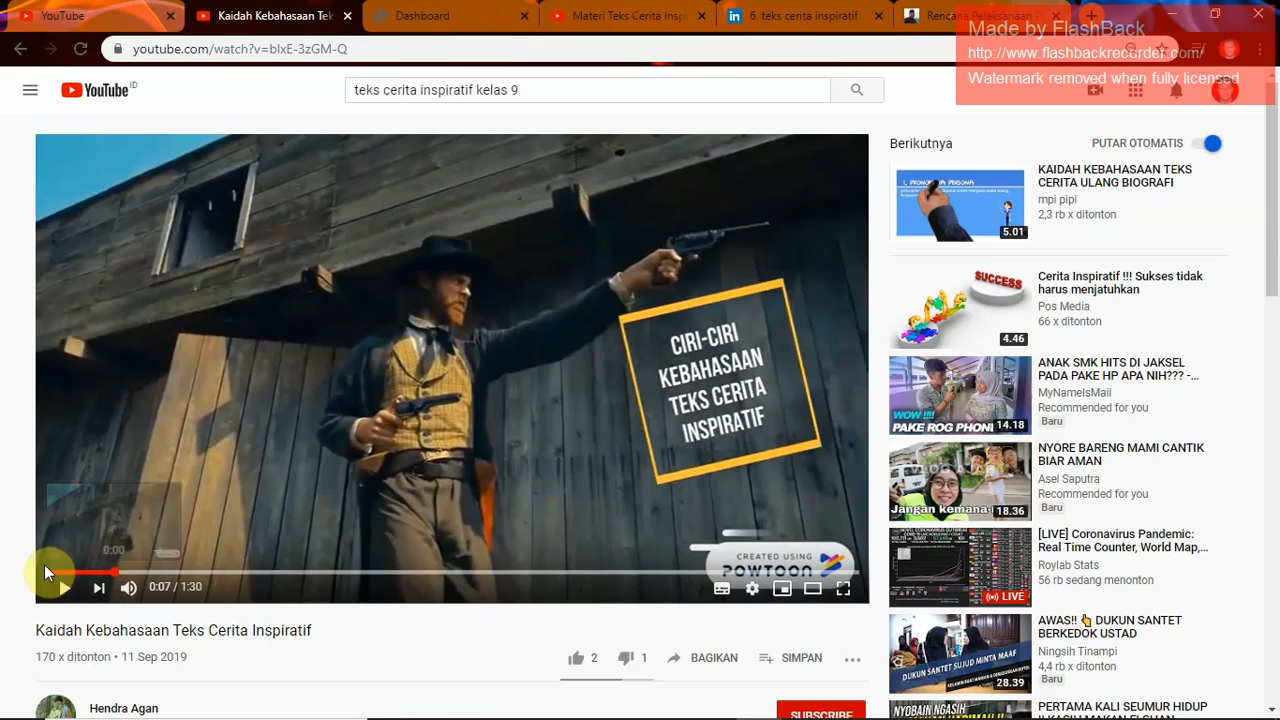 YouTube
Kaidah Kebahasaan Tek
Dashboard
Materi Teks Cerita Insp
6. teks cerita inspiratif
Rencana Pelaksanaan P
Made by FlashBack
http://www.flashbackrecorder.com/
Watermark removed when fully licensed
youtube.com/watch?v=blxE-3zGM-Q
YouTube ID
teks cerita inspiratif kelas 9
CIRI-CIRI
KEBAHASAAN
TEKS CERITA
INSPIRATIF
0:00
CREATED USING
POWTOON
0:07 / 1:30
Kaidah Kebahasaan Teks Cerita Inspiratif
170 x ditonton • 11 Sep 2019
2
1
BAGIKAN
SIMPAN
Hendra Agan
SUBSCRIBE
Berikutnya
PUTAR OTOMATIS
5.01
KAIDAH KEBAHASAAN TEKS
CERITA ULANG BIOGRAFI
mpi pipi
2,3 rb x ditonton
SUCCESS
4.46
Cerita Inspiratif !!! Sukses tidak
harus menjatuhkan
Pos Media
66 x ditonton
WOW !!!!
PAKE ROG PHONE
14.18
ANAK SMK HITS DI JAKSEL
PADA PAKE HP APA NIH??? -...
MyNameIsMail
Recommended for you
Baru
Jangan kemana-
18.36
NYORE BARENG MAMI CANTIK
BIAR AMAN
Asel Saputra
Recommended for you
Baru
LIVE
[LIVE] Coronavirus Pandemic:
Real Time Counter, World Map,...
Roylab Stats
56 rb sedang menonton
DUKUN SANTET SUJUD MINTA MAAF
28.39
AWAS!! 👆 DUKUN SANTET
BERKEDOK USTAD
Ningsih Tinampi
4,4 rb x ditonton
Baru
NYOBAIN NGASIH
PERTAMA KALI SEUMUR HIDUP